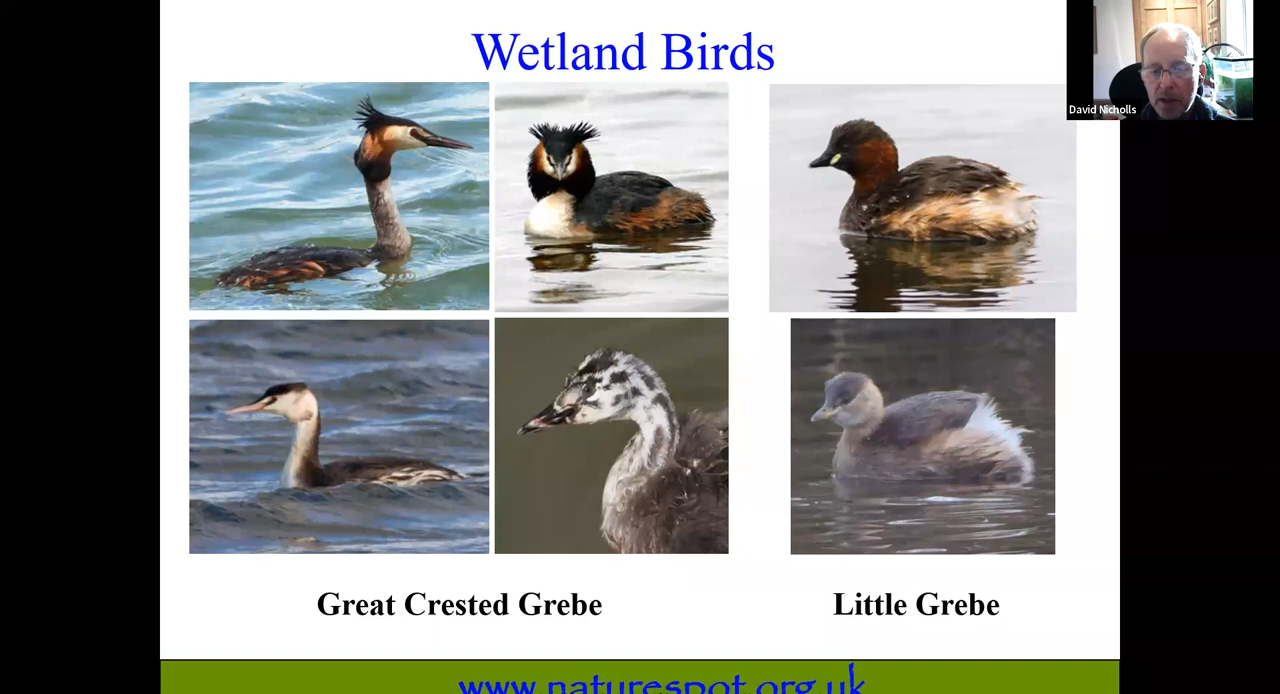 Wetland Birds
David Nicholls
Great Crested Grebe
Little Grebe
www.naturespot.org.uk